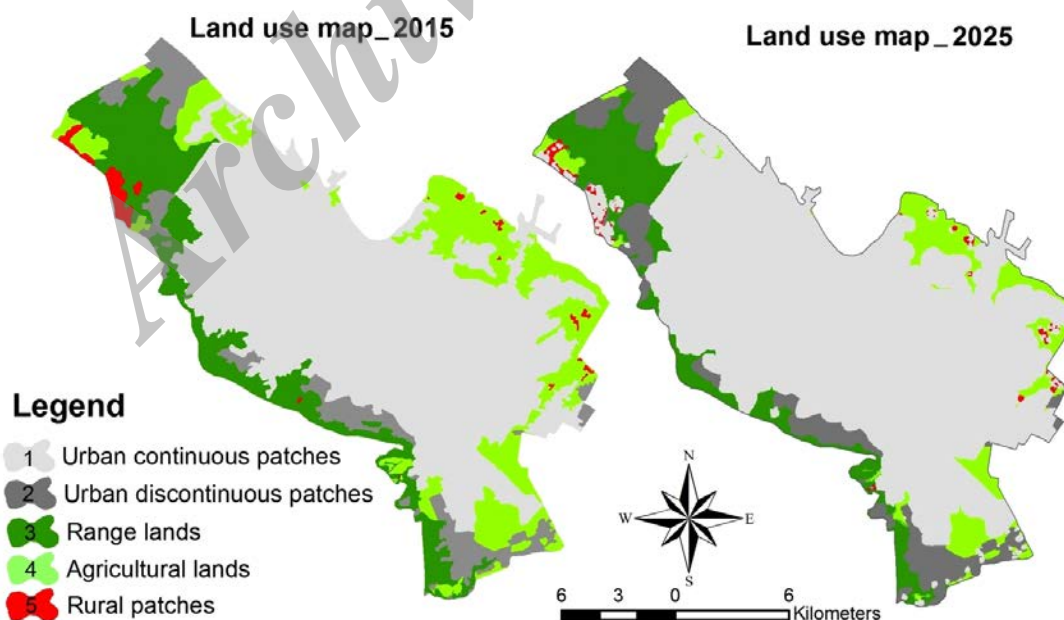 Land use map_2015
Land use map_2025
Legend
1 Urban continuous patches
2 Urban discontinuous patches
3 Range lands
4 Agricultural lands
5 Rural patches
N
W E
S
6 3 0 6
Kilometers